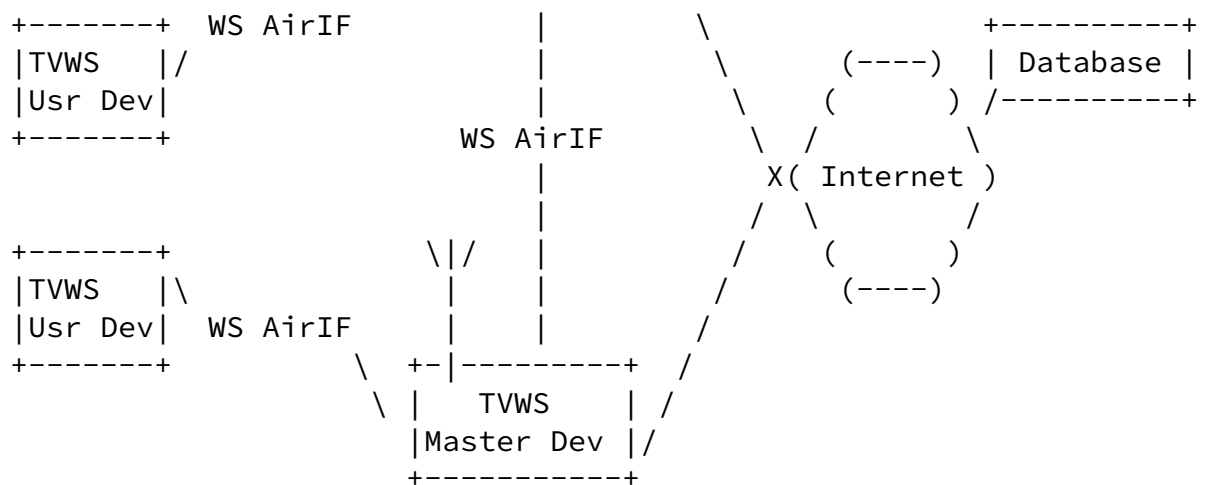 WS AirIF
TVWS Database
Usr Dev
WS AirIF
X( Internet )
TVWS
Usr Dev WS AirIF
TVWS
Master Dev